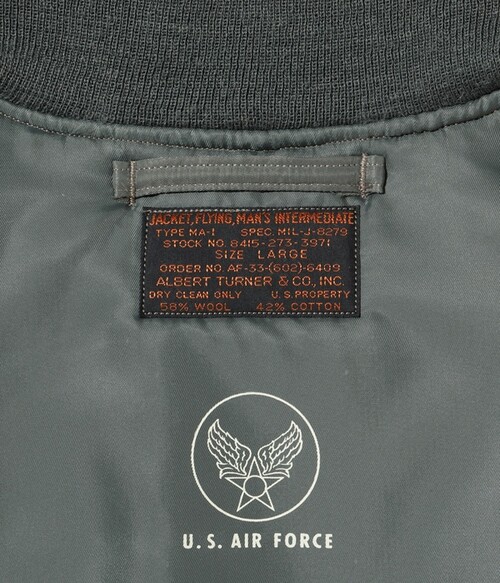 JACKET, FLYING, MAN'S INTERMEDIATE
TYPE MA-1 SPEC. MIL-J-8279
STOCK NO. 8415-273-3971
SIZE LARGE
ORDER NO. AF-33-(602)-6409
ALBERT TURNER & CO., INC.
DRY CLEAN ONLY U.S. PROPERTY
58% WOOL 42% COTTON
U.S. AIR FORCE